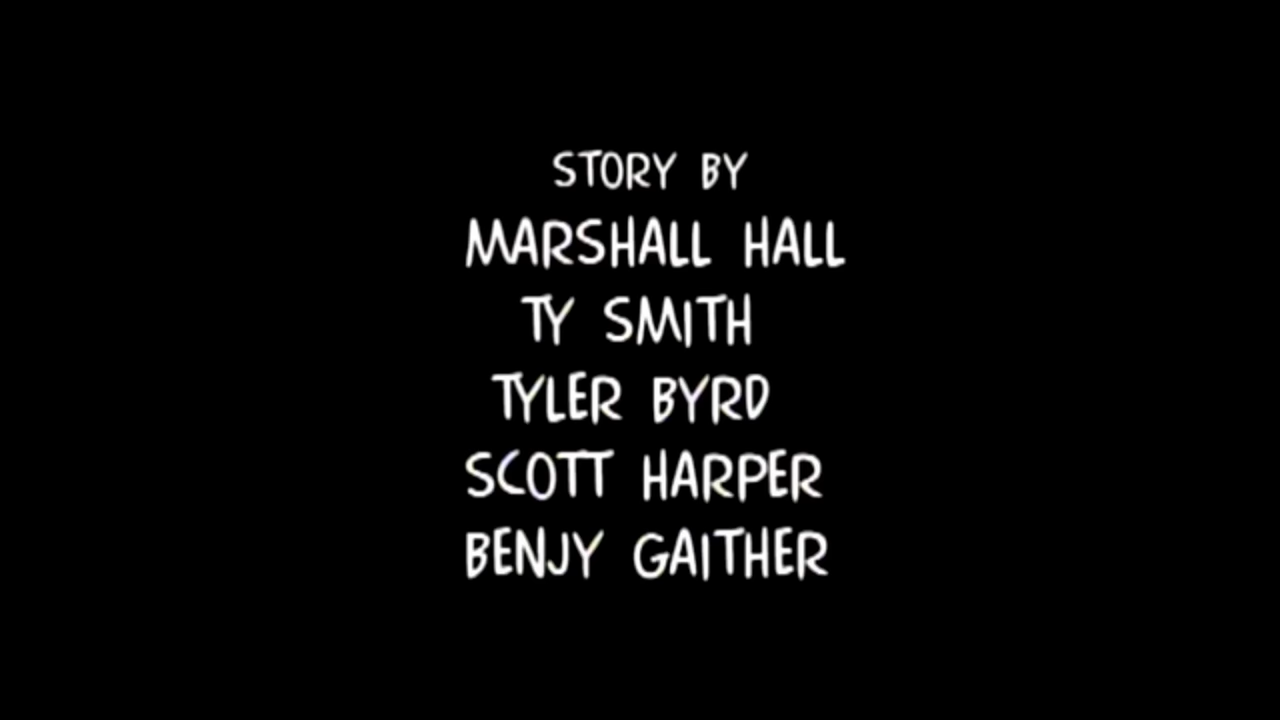 STORY BY
MARSHALL HALL
TY SMITH
TYLER BYRD
SCOTT HARPER
BENJY GAITHER